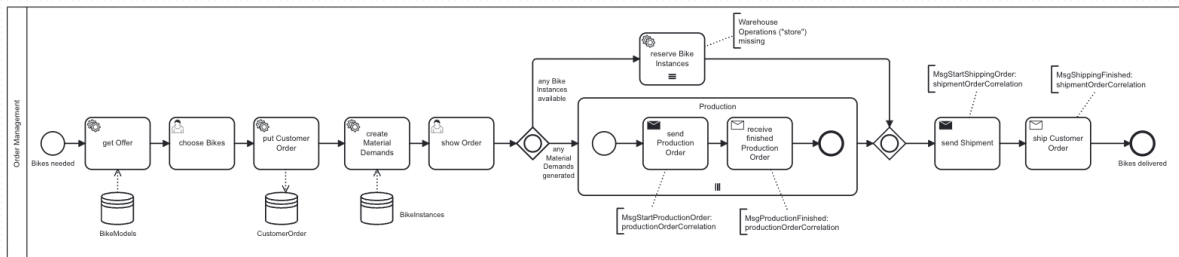 Order Management
Bikes needed
get Offer
BikeModels
choose Bikes
put Customer
Order
CustomerOrder
create
Material
Demands
BikeInstances
show Order
any Bike
Instances
available
any
Material
Demands
generated
reserve Bike
Instances
Warehouse
Operations ("store")
missing
Production
send
Production
Order
receive
finished
Production
Order
MsgStartProductionOrder:
productionOrderCorrelation
MsgProductionFinished:
productionOrderCorrelation
MsgStartShippingOrder:
shipmentOrderCorrelation
MsgShippingFinished:
shipmentOrderCorrelation
send Shipment
ship Customer
Order
Bikes delivered